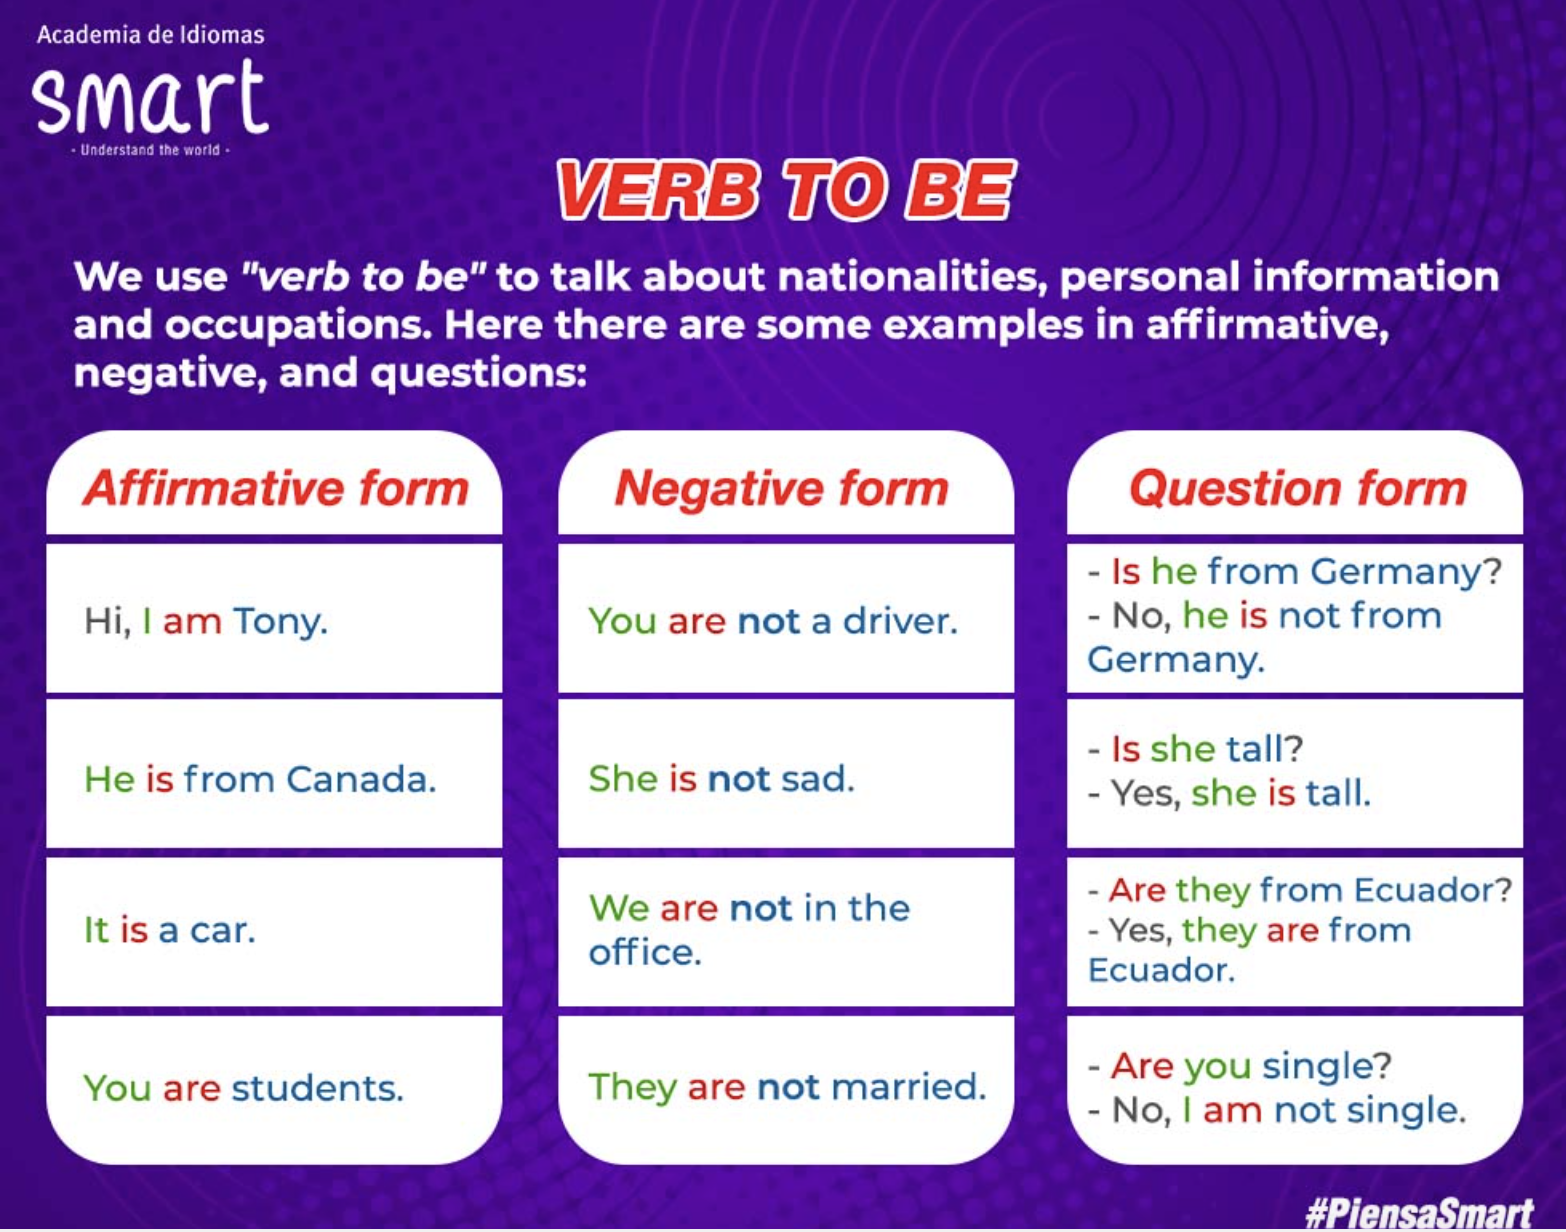 Academia de Idiomas
smart
- Understand the world -
VERB TO BE
We use "verb to be" to talk about nationalities, personal information
and occupations. Here there are some examples in affirmative,
negative, and questions:
Affirmative form
Hi, I am Tony.
He is from Canada.
It is a car.
You are students.
Negative form
You are not a driver.
She is not sad.
We are not in the
office.
They are not married.
Question form
- Is he from Germany?
- No, he is not from
Germany.
- Is she tall?
- Yes, she is tall.
- Are they from Ecuador?
- Yes, they are from
Ecuador.
- Are you single?
- No, I am not single.
#PiensaSmart